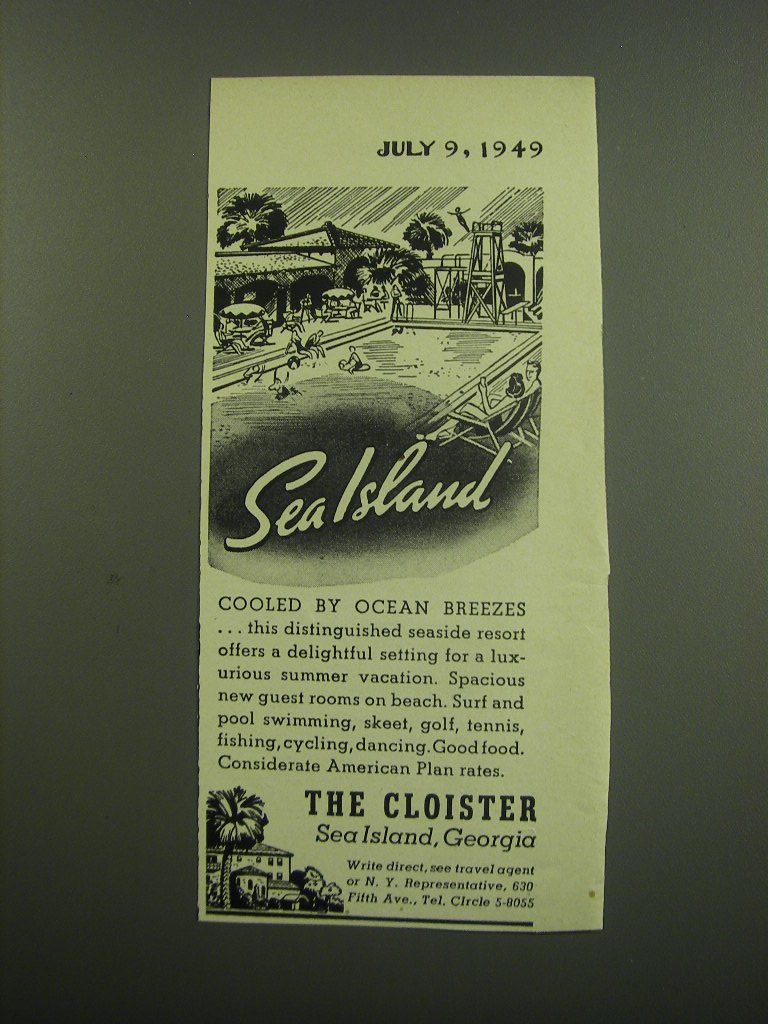 JULY 9, 1949
Sea Island
COOLED BY OCEAN BREEZES
... this distinguished seaside resort
offers a delightful setting for a lux-
urious summer vacation. Spacious
new guest rooms on beach. Surf and
pool swimming, skeet, golf, tennis,
fishing, cycling, dancing. Good food.
Considerate American Plan rates.
THE CLOISTER
Sea Island, Georgia
Write direct, see travel agent
or N. Y. Representative, 630
Fifth Ave., Tel. CIrcle 5-8055